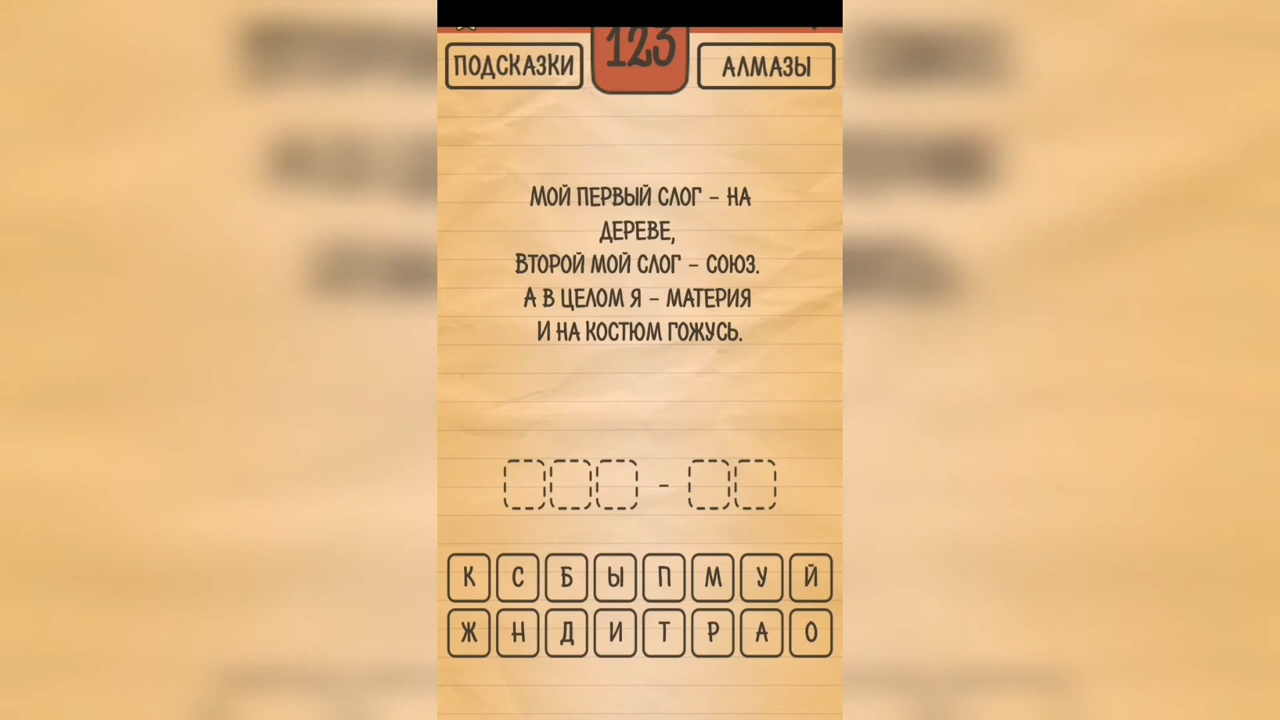 ПОДСКАЗКИ 123 АЛМАЗЫ
МОЙ ПЕРВЫЙ СЛОГ – НА
ДЕРЕВЕ,
ВТОРОЙ МОЙ СЛОГ – СОЮЗ.
А В ЦЕЛОМ Я – МАТЕРИЯ
И НА КОСТЮМ ГОЖУСЬ.
-
К С Б Ы П М У Й
Ж Н Д И Т Р А О